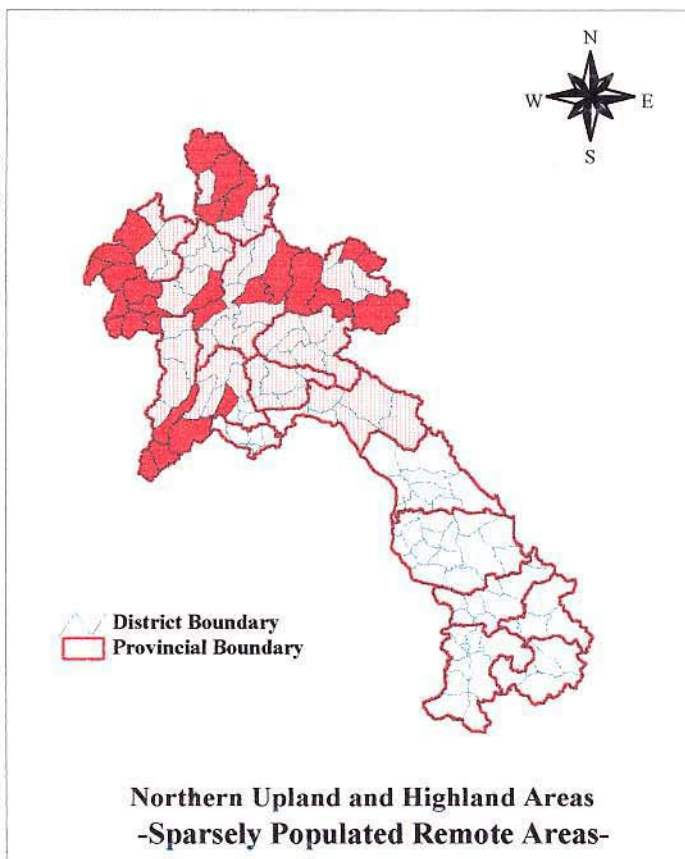 N
W E
S
District Boundary
Provincial Boundary
Northern Upland and Highland Areas
-Sparsely Populated Remote Areas-